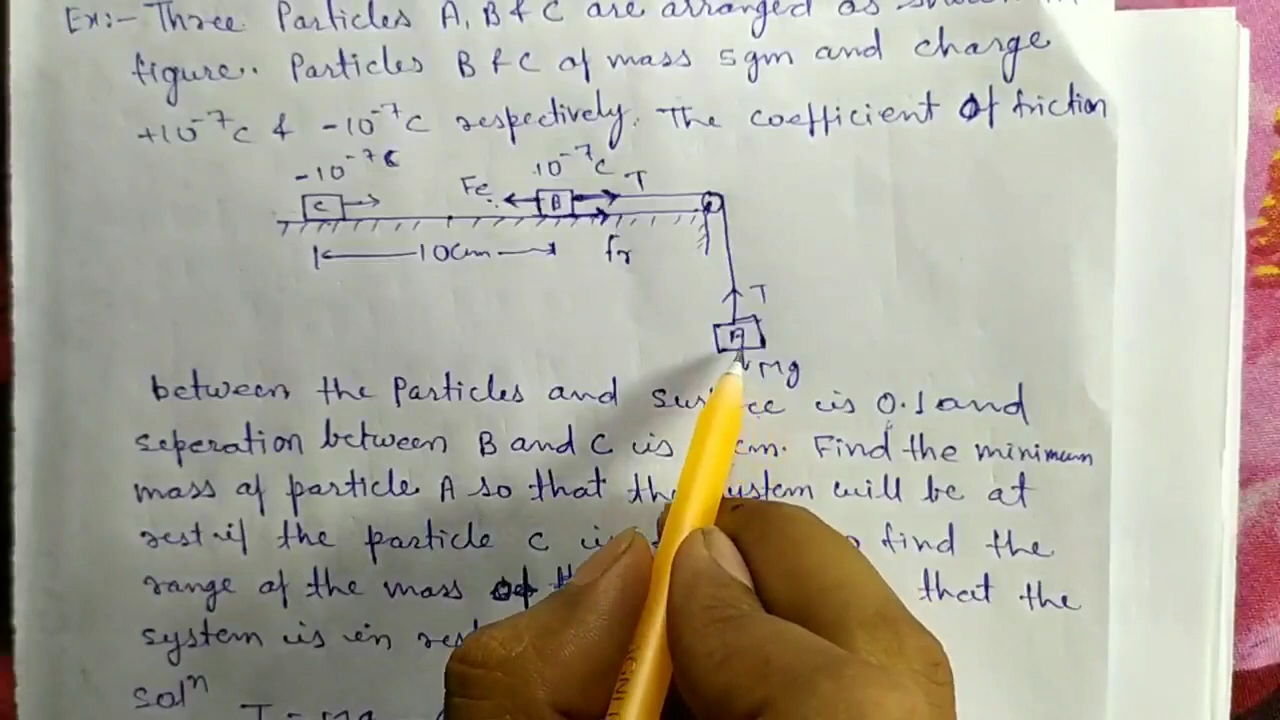 Ex:- Three Particles A, B & C are arranged as
figure. Particles B & C of mass 5gm and charge
+10⁻⁷c & -10⁻⁷c respectively. The coefficient of friction
-10⁻⁷c 10⁻⁷c
C Fe B T
10cm fr
T
A
Mg
between the Particles and is 0.1 and
seperation between B and C is cm. Find the minimum
mass of particle A so that the system will be at
rest if the particle c find the
range of the mass that the
system is in
solⁿ